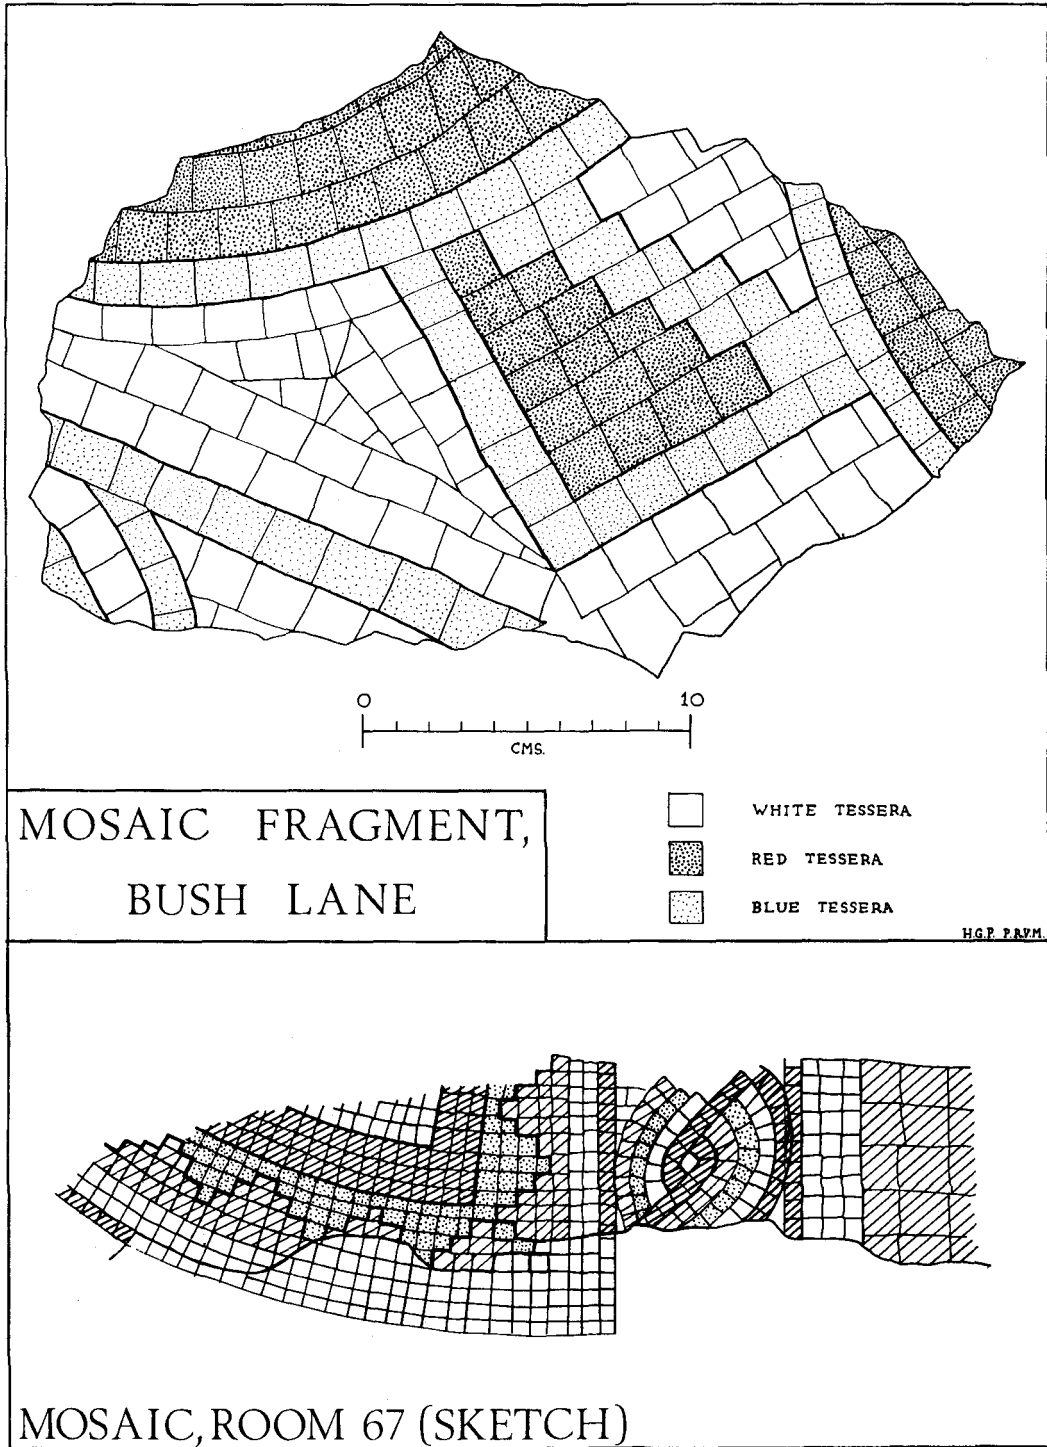 0 10
CMS.
MOSAIC FRAGMENT,
BUSH LANE
WHITE TESSERA
RED TESSERA
BLUE TESSERA
H.G.P. P.R.V.M.
MOSAIC, ROOM 67 (SKETCH)